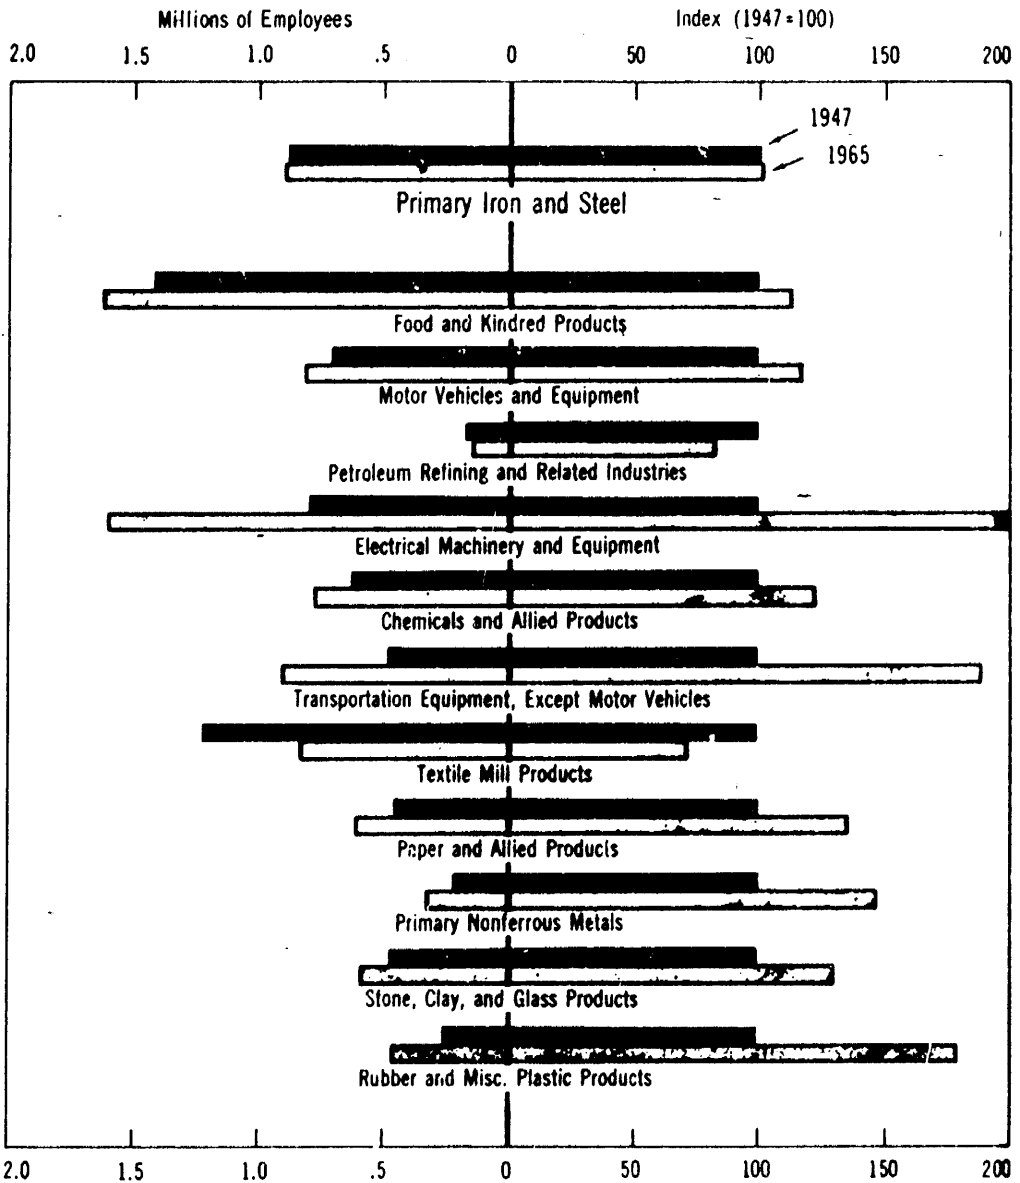 Millions of Employees Index (1947=100)
2.0 1.5 1.0 .5 0 50 100 150 200
1947
1965
Primary Iron and Steel
Food and Kindred Products
Motor Vehicles and Equipment
Petroleum Refining and Related Industries
Electrical Machinery and Equipment
Chemicals and Allied Products
Transportation Equipment, Except Motor Vehicles
Textile Mill Products
Paper and Allied Products
Primary Nonferrous Metals
Stone, Clay, and Glass Products
Rubber and Misc. Plastic Products
2.0 1.5 1.0 .5 0 50 100 150 200